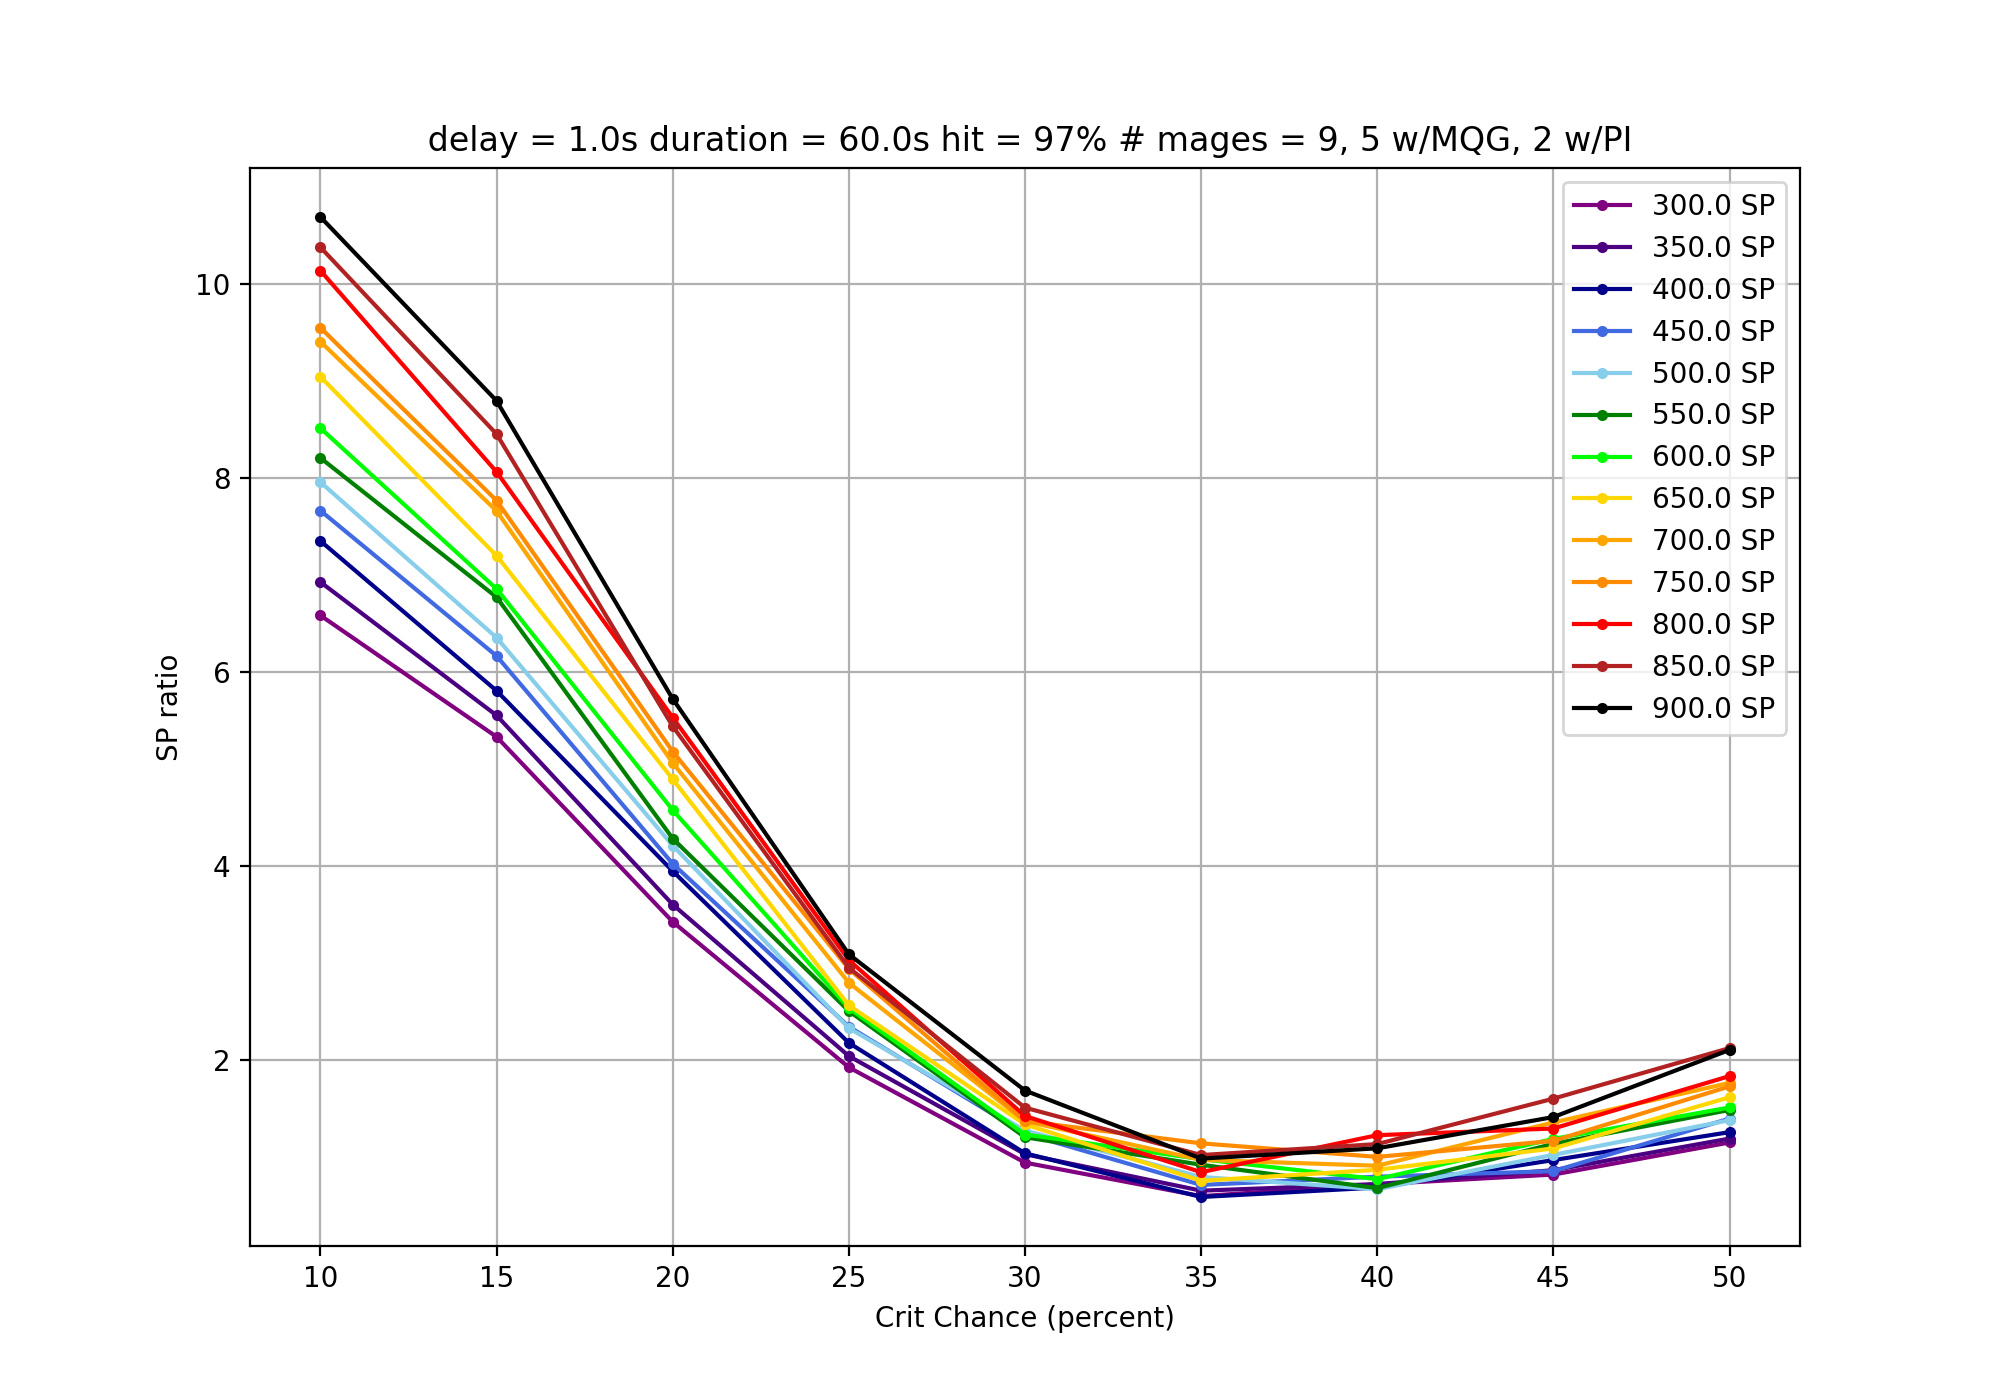 delay = 1.0s duration = 60.0s hit = 97% # mages = 9, 5 w/MQG, 2 w/PI
300.0 SP
350.0 SP
400.0 SP
450.0 SP
500.0 SP
550.0 SP
600.0 SP
650.0 SP
700.0 SP
750.0 SP
800.0 SP
850.0 SP
900.0 SP
10
8
6
4
2
SP ratio
10 15 20 25 30 35 40 45 50
Crit Chance (percent)